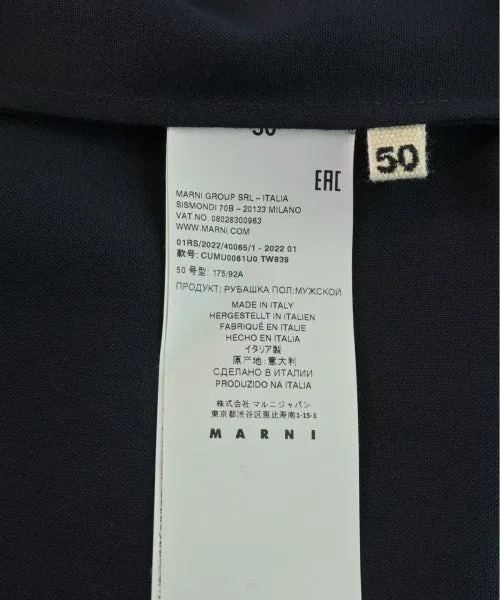 50
50
EAC
MARNI GROUP SRL – ITALIA
SISMONDI 70B – 20133 MILANO
VAT NO. 08026300963
WWW.MARNI.COM
01RS/2022/40065/1 - 2022 01
款号: CUMU0061U0 TW839
50 号型: 175/92A
ПРОДУКТ: РУБАШКА ПОЛ:МУЖСКОЙ
MADE IN ITALY
HERGESTELLT IN ITALIEN
FABRIQUÉ EN ITALIE
HECHO EN ITALIA
イタリア製
原产地: 意大利
СДЕЛАНО В ИТАЛИИ
PRODUZIDO NA ITALIA
株式会社 マルニジャパン
東京都渋谷区恵比寿南1-15-1
MARNI